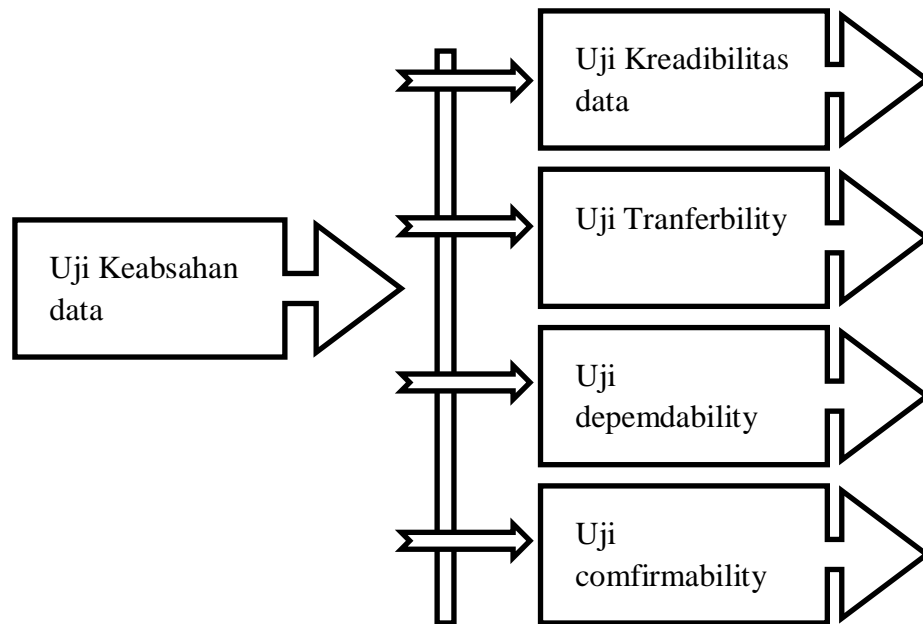 Uji Keabsahan
data
Uji Kreadibilitas
data
Uji Tranferbility
Uji
depemdability
Uji
comfirmability